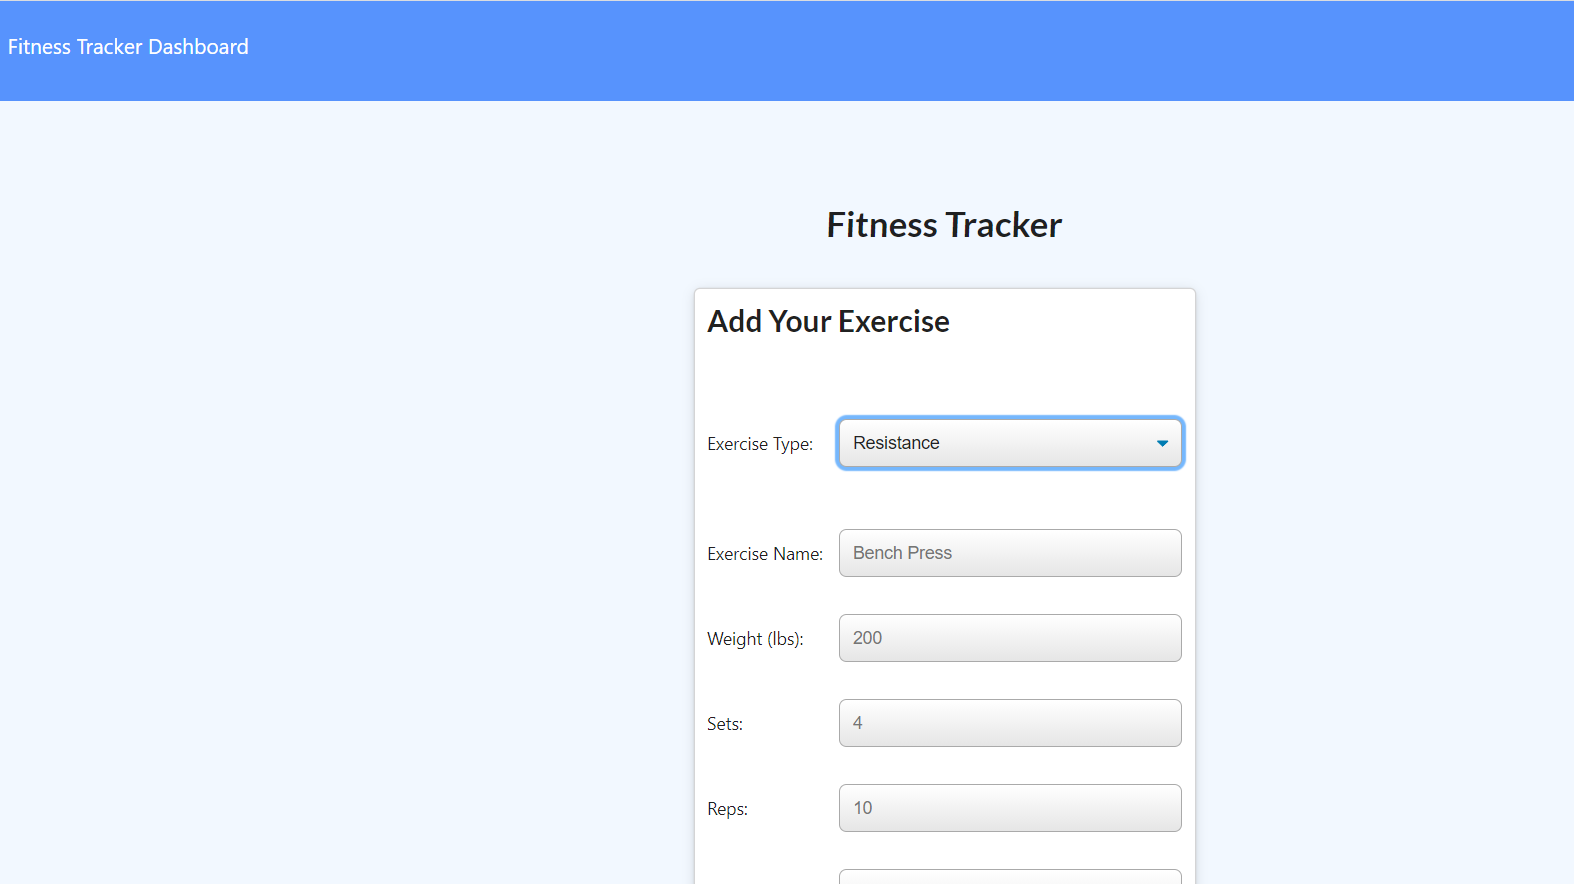 Fitness Tracker Dashboard
Fitness Tracker
Add Your Exercise
Exercise Type: Resistance
Exercise Name: Bench Press
Weight (lbs): 200
Sets: 4
Reps: 10